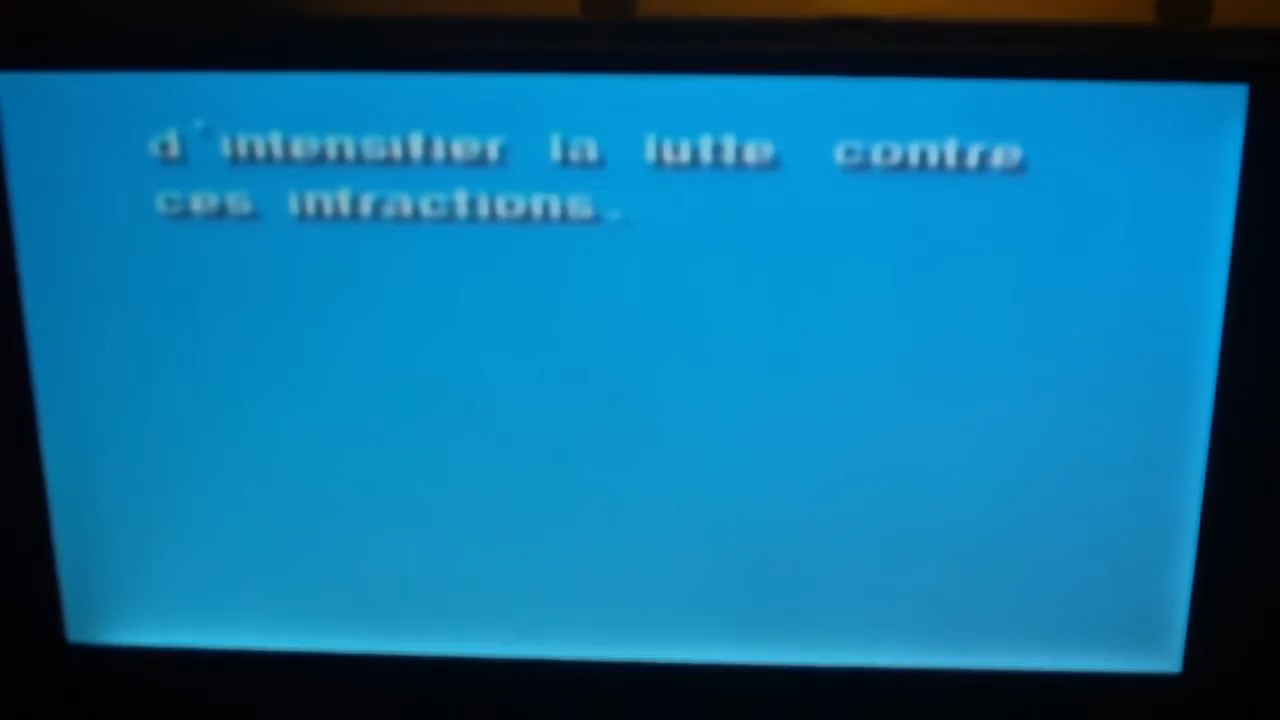 d'intensifier la lutte contre
ces infractions.